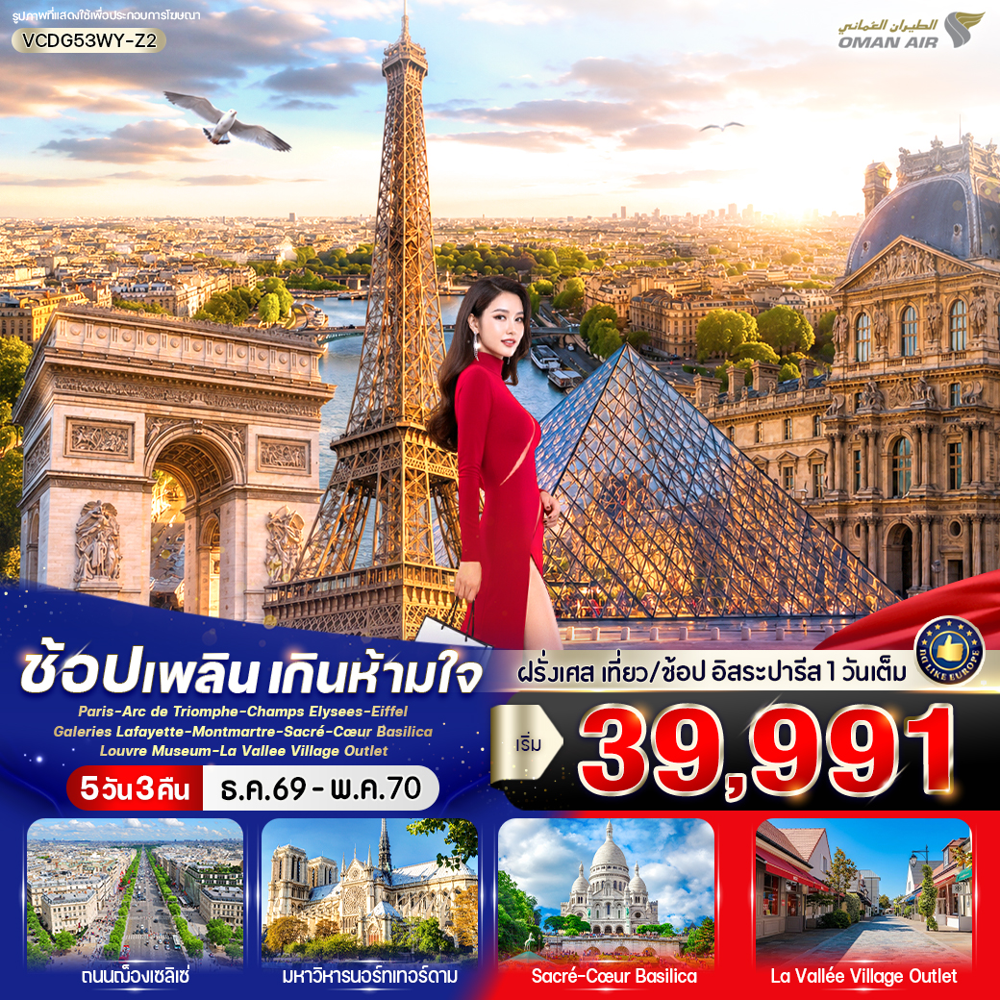 รูปภาพที่แสดงใช้เพื่อประกอบการโฆษณา
VCDG53WY-Z2
الطيران العُماني
OMAN AIR
ช้อปเพลิน เกินห้ามใจ
Paris-Arc de Triomphe-Champs Elysees-Eiffel
Galeries Lafayette-Montmartre-Sacré-Cœur Basilica
Louvre Museum-La Vallee Village Outlet
5 วัน 3 คืน
ธ.ค.69 - พ.ค.70
ฝรั่งเศส เที่ยว/ช้อป อิสระปารีส 1 วันเต็ม
กด LIKE EUROPE
เริ่ม
39,991
ถนนฌ็องเซลิเซ่
มหาวิหารนอร์ทเทอร์ดาม
Sacré-Cœur Basilica
La Vallée Village Outlet